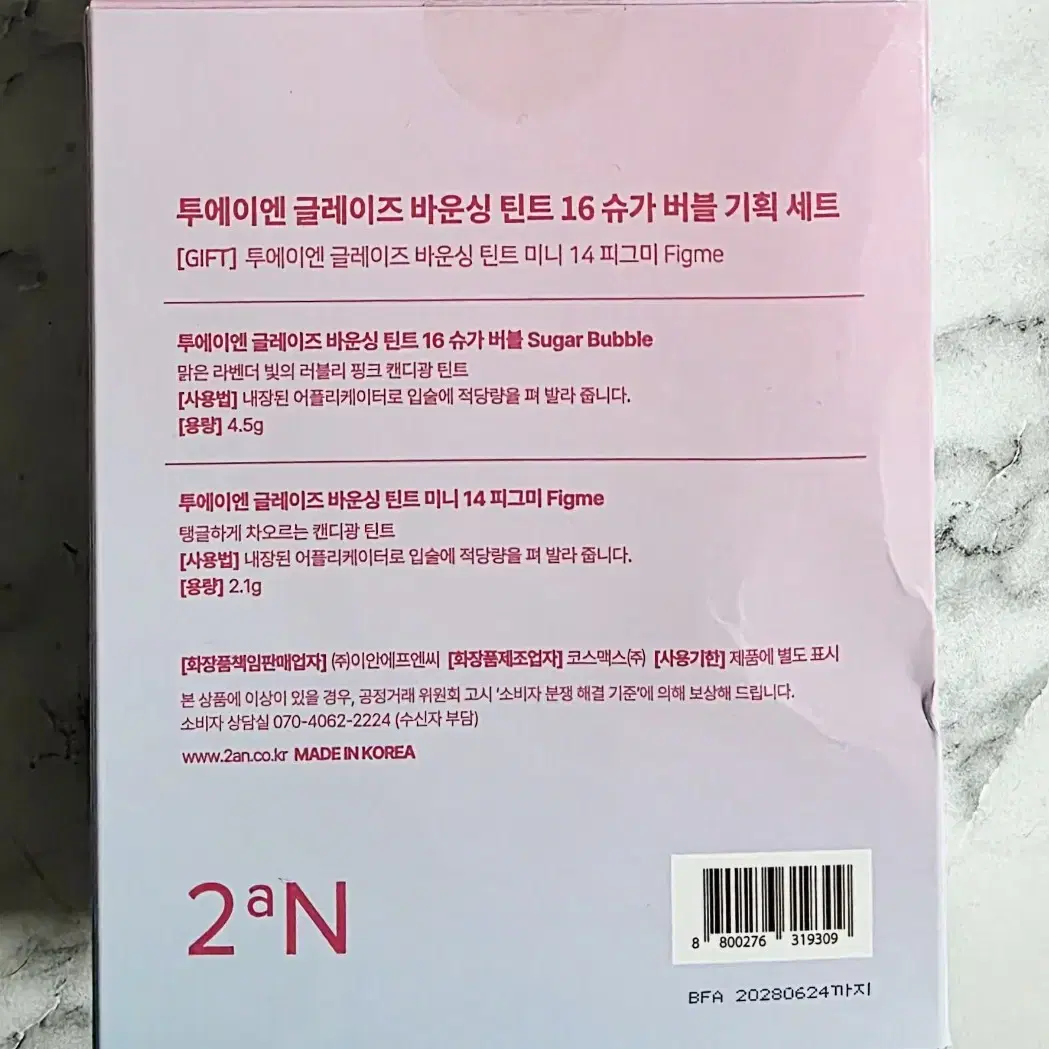 투에이엔 글레이즈 바운싱 틴트 16 슈가 버블 기획 세트
[GIFT] 투에이엔 글레이즈 바운싱 틴트 미니 14 피그미 Figme
투에이엔 글레이즈 바운싱 틴트 16 슈가 버블 Sugar Bubble
맑은 라벤더 빛의 러블리 핑크 캔디광 틴트
[사용법] 내장된 어플리케이터로 입술에 적당량을 펴 발라 줍니다.
[용량] 4.5g
투에이엔 글레이즈 바운싱 틴트 미니 14 피그미 Figme
탱글하게 차오르는 캔디광 틴트
[사용법] 내장된 어플리케이터로 입술에 적당량을 펴 발라 줍니다.
[용량] 2.1g
[화장품책임판매업자] (주)이안에프엔씨 [화장품제조업자] 코스맥스(주) [사용기한] 제품에 별도 표시
본 상품에 이상이 있을 경우, 공정거래 위원회 고시 '소비자 분쟁 해결 기준'에 의해 보상해 드립니다.
소비자 상담실 070-4062-2224 (수신자 부담)
www.2an.co.kr MADE IN KOREA
2aN
8 800276 319309
BFA 20280624까지